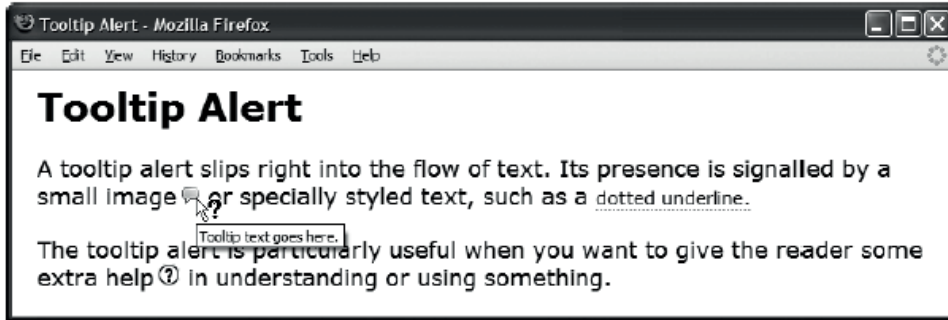 Tooltip Alert - Mozilla Firefox
File Edit View History Bookmarks Tools Help
Tooltip Alert
A tooltip alert slips right into the flow of text. Its presence is signalled by a
small image or specially styled text, such as a dotted underline.
Tooltip text goes here.
The tooltip alert is particularly useful when you want to give the reader some
extra help ? in understanding or using something.